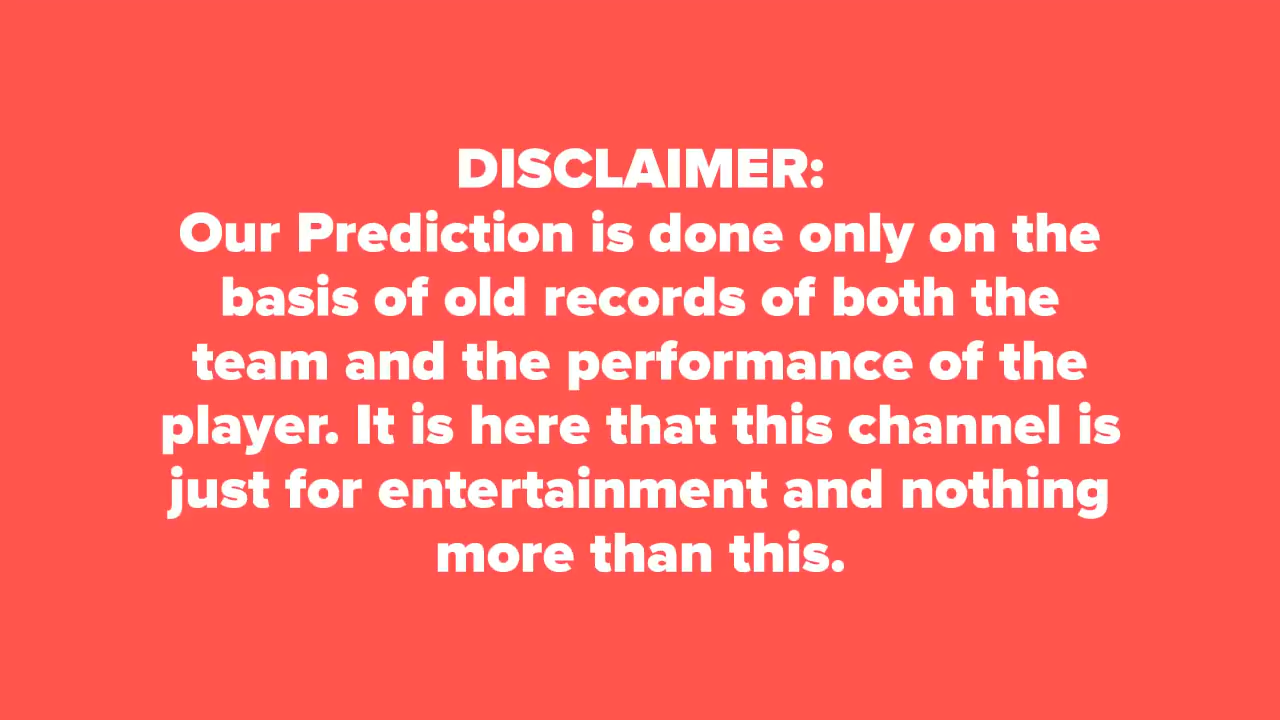 DISCLAIMER:
Our Prediction is done only on the
basis of old records of both the
team and the performance of the
player. It is here that this channel is
just for entertainment and nothing
more than this.